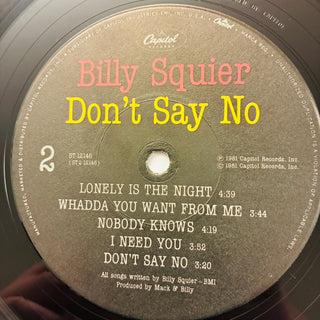 Capitol
RECORDS
Billy Squier
Don't Say No
2
ST-12146
(ST2 12146)
℗ 1981 Capitol Records, Inc.
© 1981 Capitol Records, Inc.
LONELY IS THE NIGHT 4:39
WHADDA YOU WANT FROM ME 3:44
NOBODY KNOWS 4:19
I NEED YOU 3:52
DON'T SAY NO 3:20
All songs written by Billy Squier - BMI
Produced by Mack & Billy